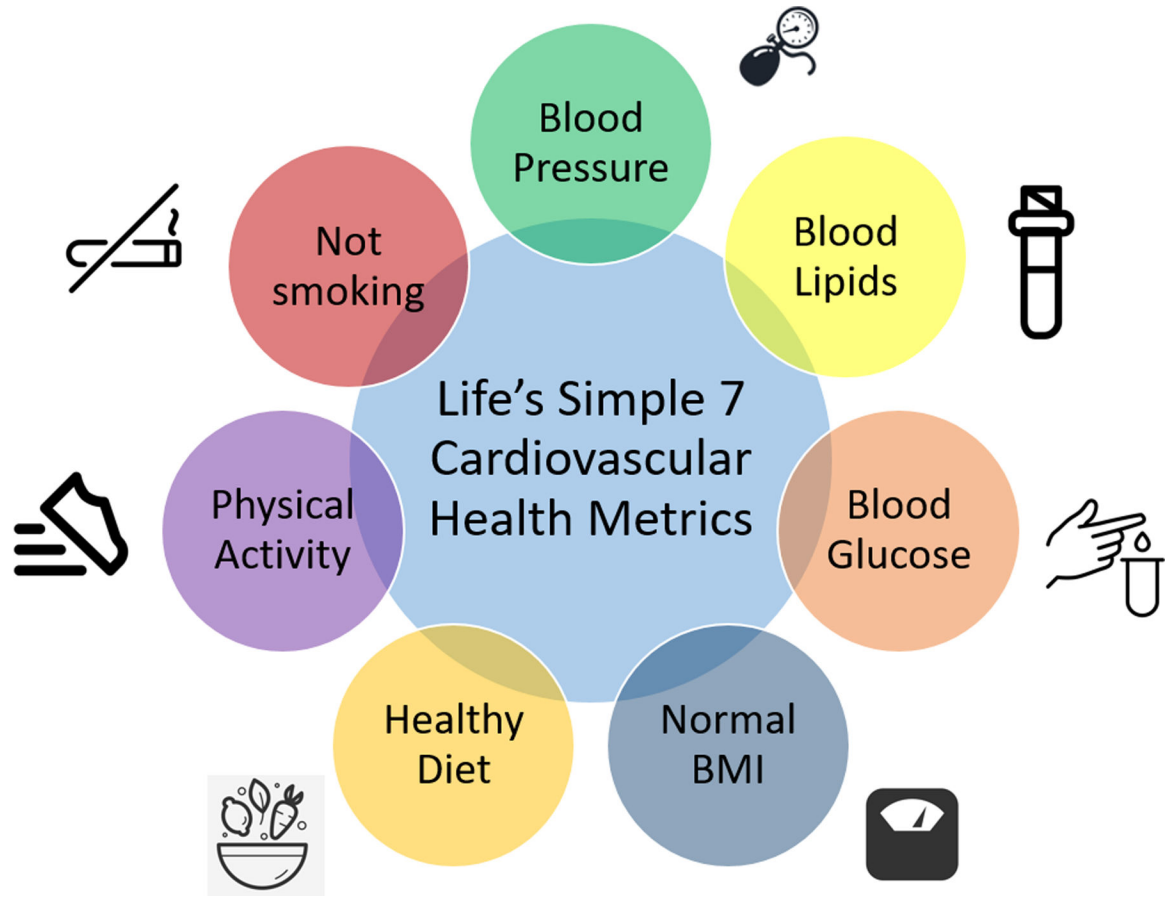 Blood
Pressure
Blood
Lipids
Not
smoking
Life’s Simple 7
Cardiovascular
Health Metrics
Physical
Activity
Blood
Glucose
Healthy
Diet
Normal
BMI